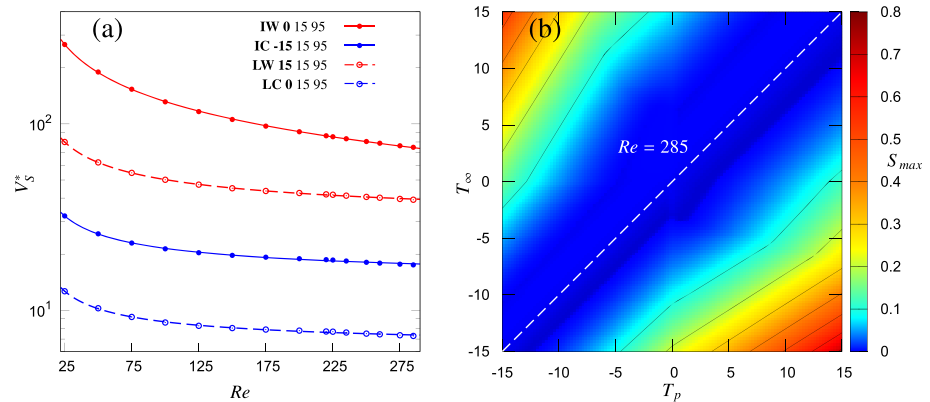 (a)
IW 0 15 95
IC -15 15 95
LW 15 15 95
LC 0 15 95
10²
10¹
V*S
25 75 125 175 225 275
Re
(b)
15
10
5
0
-5
-10
-15
T∞
Re = 285
-15 -10 -5 0 5 10 15
Tp
0.8
0.7
0.6
0.5
0.4
0.3
0.2
0.1
0
Smax